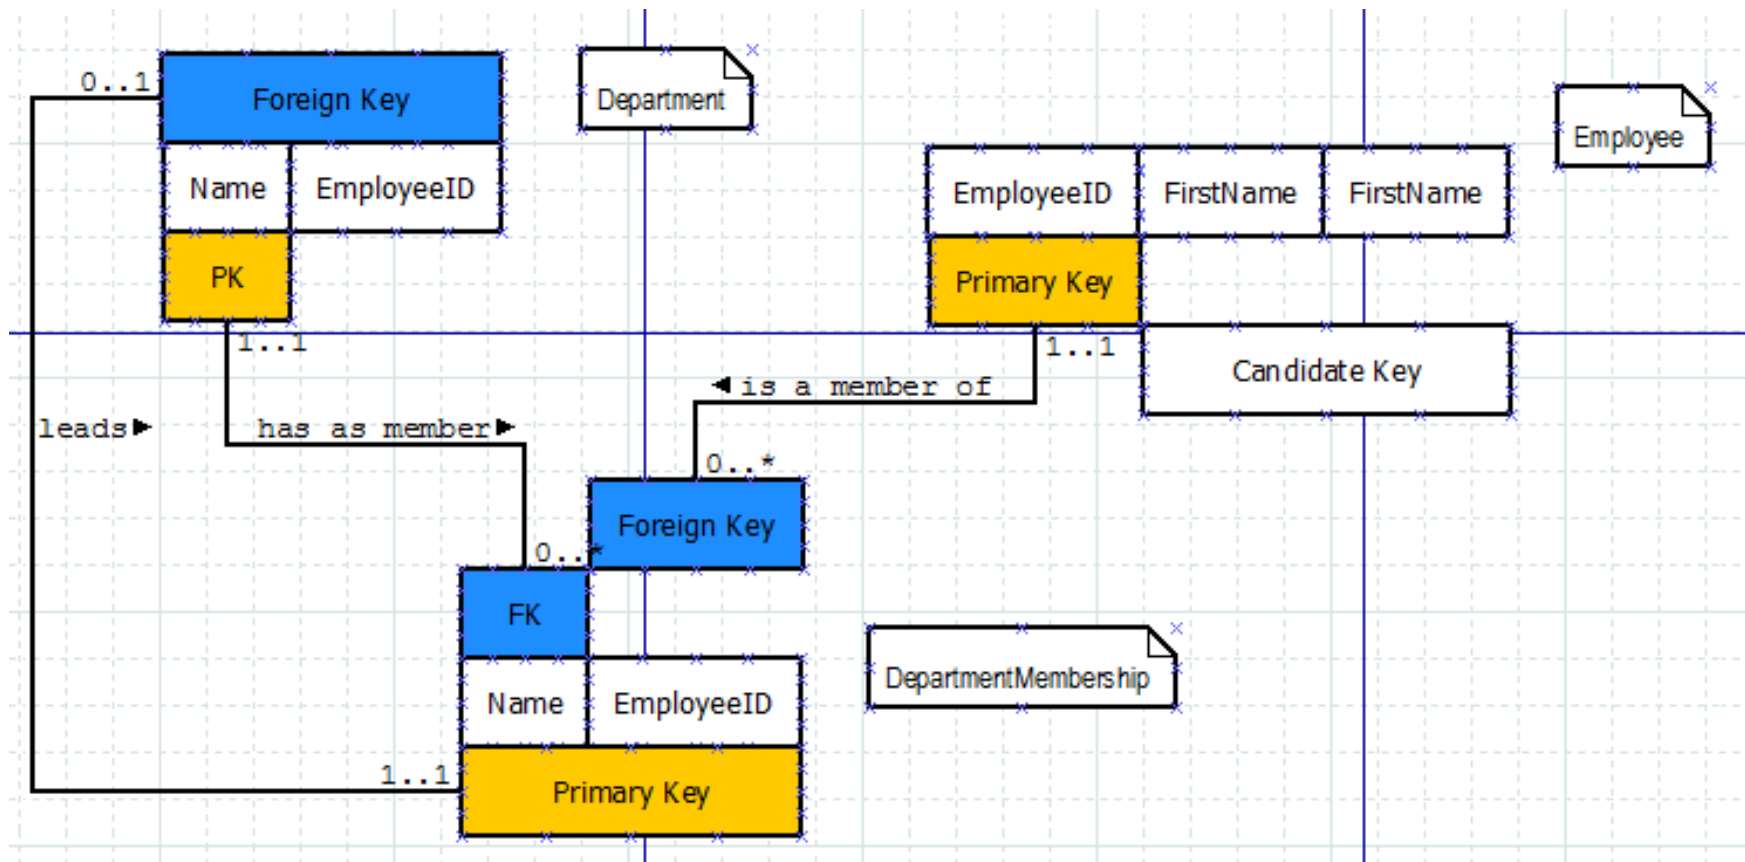 0..1
Foreign Key
Department
Employee
Name
EmployeeID
EmployeeID
FirstName
FirstName
PK
Primary Key
1..1
1..1
Candidate Key
◄ is a member of
leads►
has as member►
0..*
Foreign Key
0..*
FK
DepartmentMembership
Name
EmployeeID
1..1
Primary Key